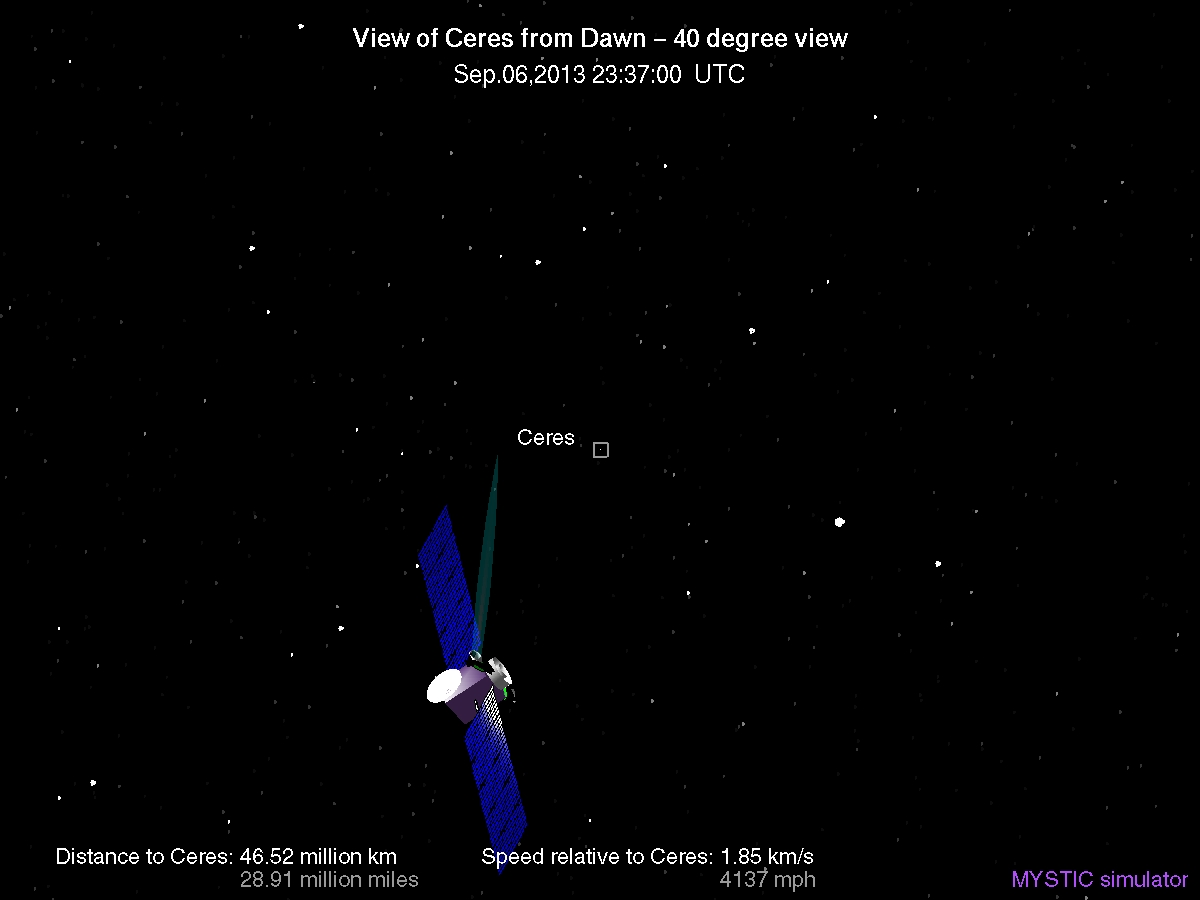 View of Ceres from Dawn – 40 degree view
Sep.06,2013 23:37:00 UTC
Ceres
Distance to Ceres: 46.52 million km
28.91 million miles
Speed relative to Ceres: 1.85 km/s
4137 mph
MYSTIC simulator